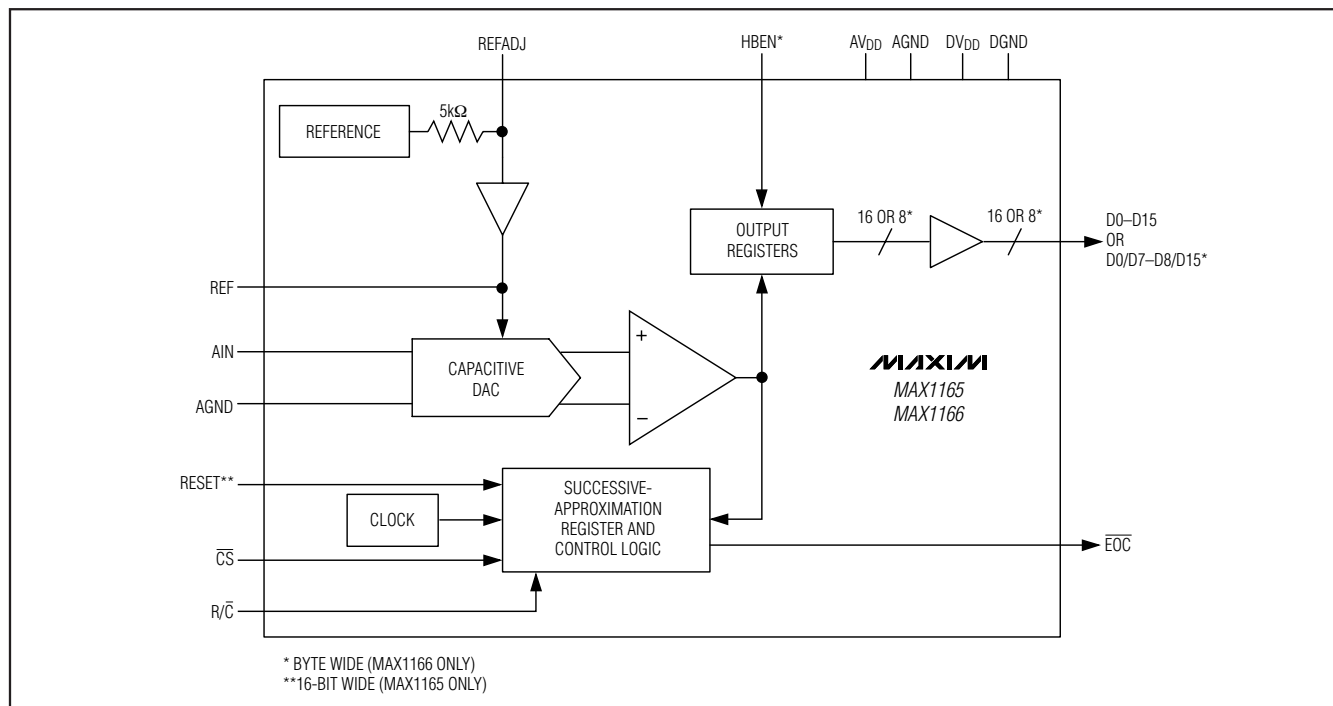 REFADJ
HBEN*
AVDD
AGND
DVDD
DGND
REFERENCE
5kΩ
OUTPUT
REGISTERS
16 OR 8*
16 OR 8*
D0–D15
OR
D0/D7–D8/D15*
REF
AIN
AGND
CAPACITIVE
DAC
+
−
MAXIM
MAX1165
MAX1166
RESET**
CLOCK
C̅S̅
R/C̅
SUCCESSIVE-
APPROXIMATION
REGISTER AND
CONTROL LOGIC
E̅O̅C̅
* BYTE WIDE (MAX1166 ONLY)
**16-BIT WIDE (MAX1165 ONLY)